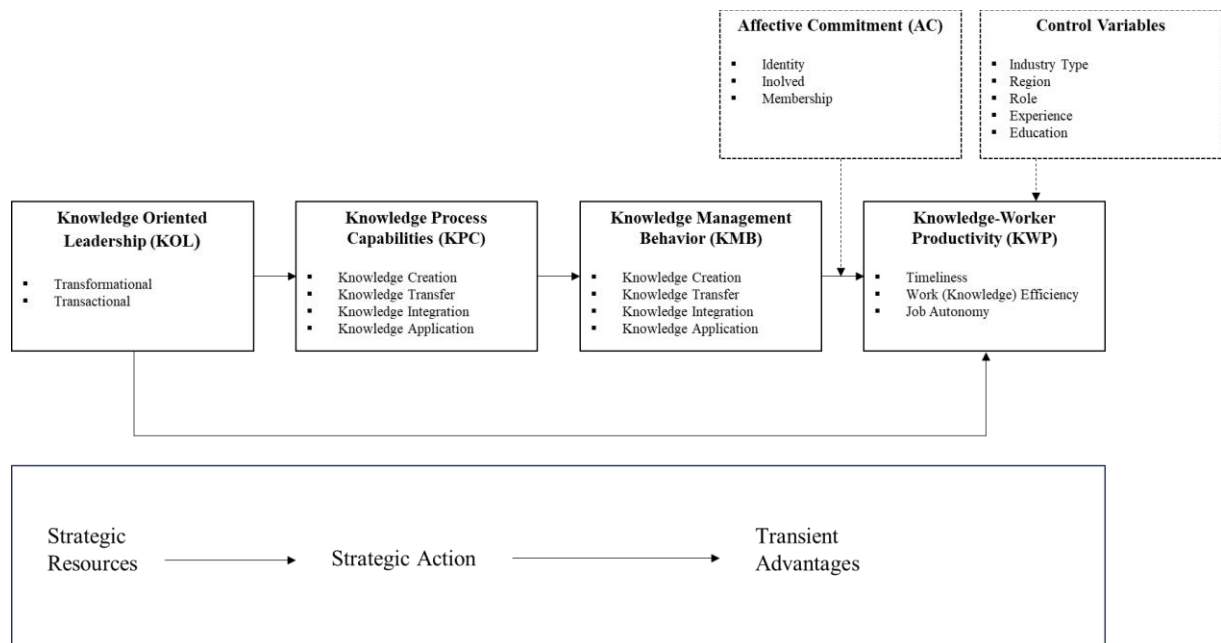 Affective Commitment (AC)
▪ Identity
▪ Inolved
▪ Membership
Control Variables
▪ Industry Type
▪ Region
▪ Role
▪ Experience
▪ Education
Knowledge Oriented
Leadership (KOL)
▪ Transformational
▪ Transactional
Knowledge Process
Capabilities (KPC)
▪ Knowledge Creation
▪ Knowledge Transfer
▪ Knowledge Integration
▪ Knowledge Application
Knowledge Management
Behavior (KMB)
▪ Knowledge Creation
▪ Knowledge Transfer
▪ Knowledge Integration
▪ Knowledge Application
Knowledge-Worker
Productivity (KWP)
▪ Timeliness
▪ Work (Knowledge) Efficiency
▪ Job Autonomy
Strategic
Resources
Strategic Action
Transient
Advantages